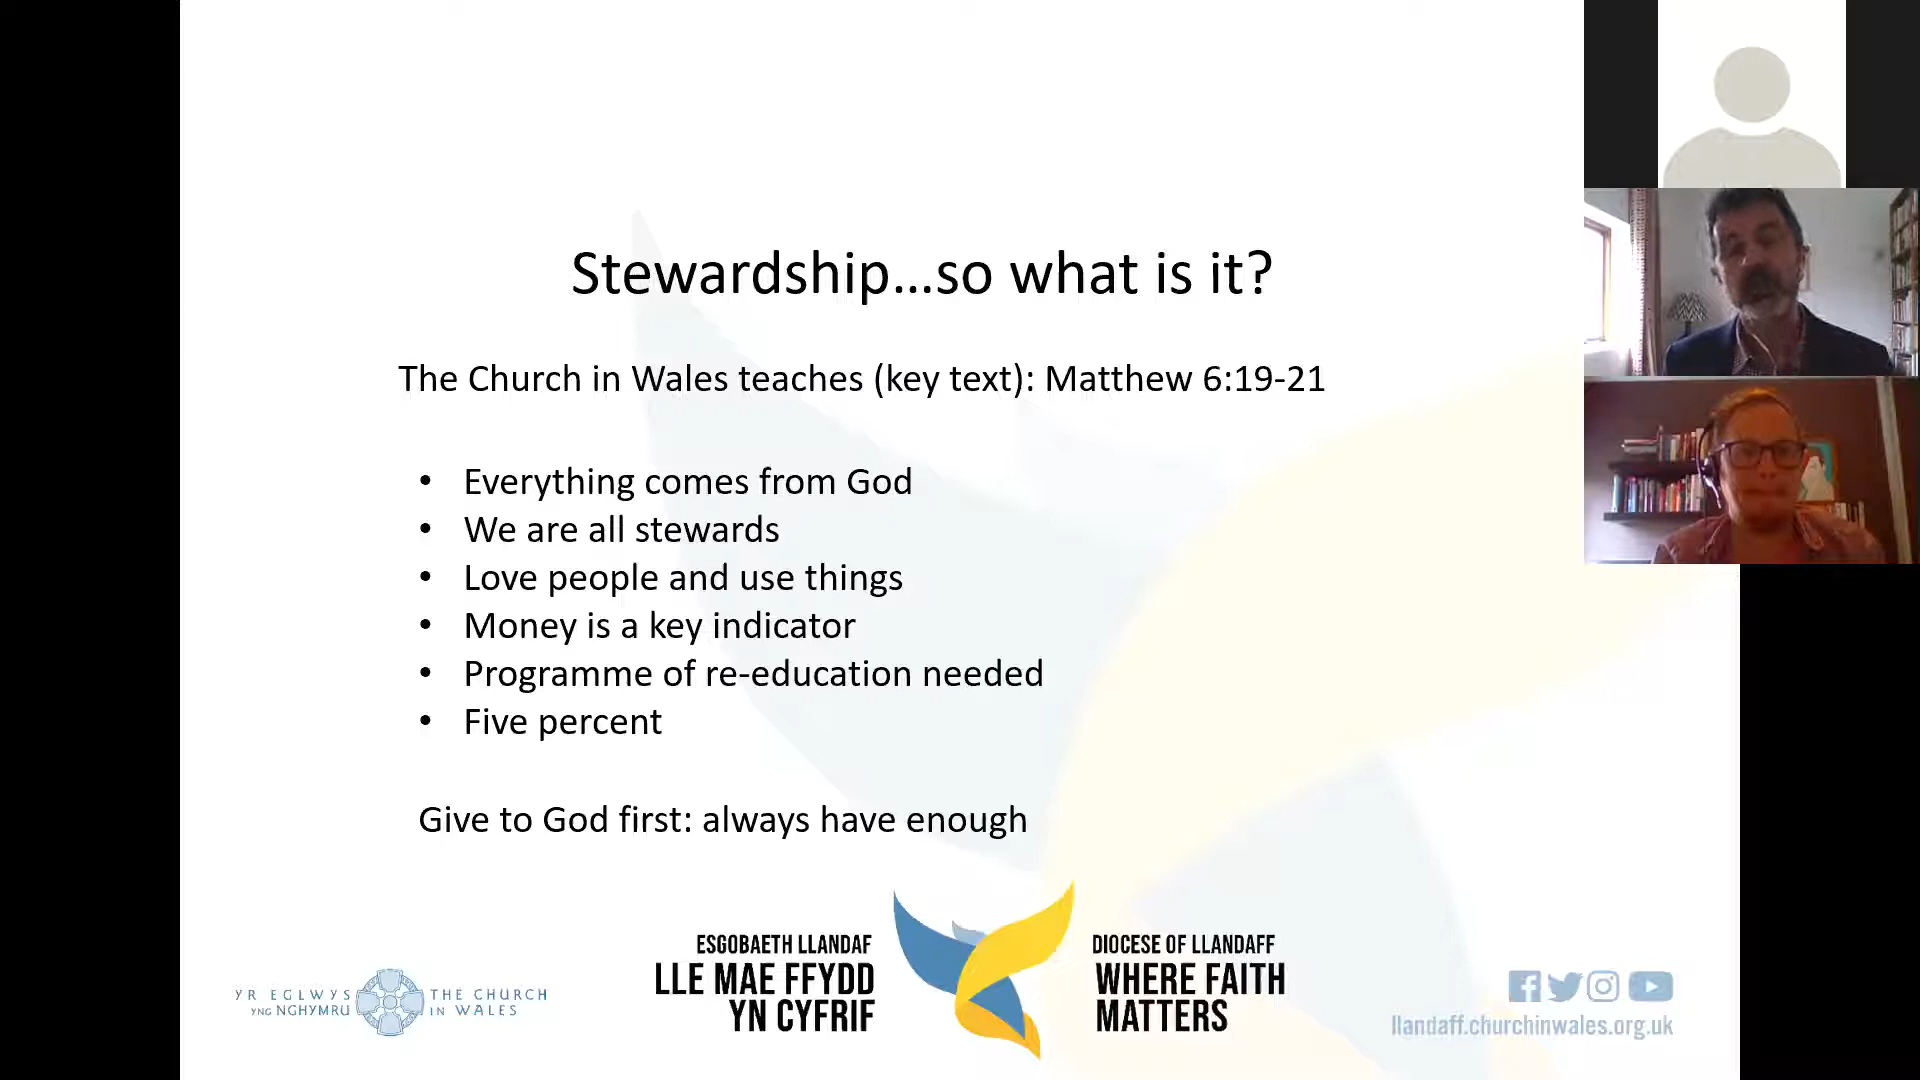 Stewardship...so what is it?
The Church in Wales teaches (key text): Matthew 6:19-21
• Everything comes from God
• We are all stewards
• Love people and use things
• Money is a key indicator
• Programme of re-education needed
• Five percent
Give to God first: always have enough
YR EGLWYS
YNG NGHYMRU
THE CHURCH
IN WALES
ESGOBAETH LLANDAF
LLE MAE FFYDD
YN CYFRIF
DIOCESE OF LLANDAFF
WHERE FAITH
MATTERS
llandaff.churchinwales.org.uk